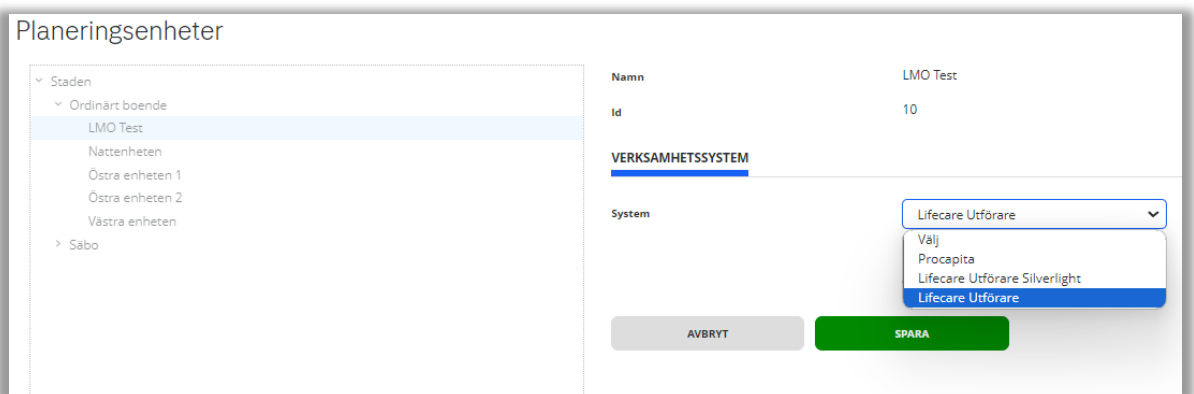 Planeringsenheter
Staden
Ordinärt boende
LMO Test
Nattenheten
Östra enheten 1
Östra enheten 2
Västra enheten
Säbo
Namn LMO Test
Id 10
VERKSAMHETSSYSTEM
System Lifecare Utförare
Välj
Procapita
Lifecare Utförare Silverlight
Lifecare Utförare
AVBRYT SPARA